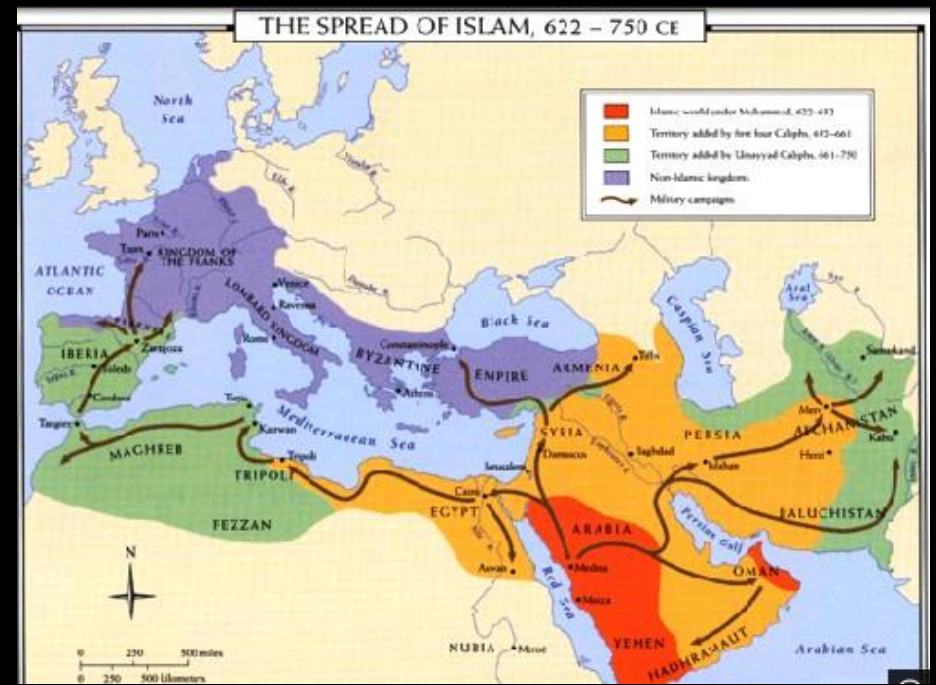 THE SPREAD OF ISLAM, 622 – 750 CE
Islamic world under Mohammed, 622–632
Territory added by first four Caliphs, 632–661
Territory added by Umayyad Caliphs, 661–750
Non-Islamic kingdoms
Military campaigns
North
Sea
ATLANTIC
OCEAN
Paris
Tours
KINGDOM OF
THE FRANKS
Elbe R.
Danube R.
LOMBARD KINGDOM
Venice
Ravenna
Rome
IBERIA
Zaragoza
Toledo
Cordoba
Tangier
MAGHREB
Tunis
Kairwan
Tripoli
TRIPOLI
FEZZAN
Mediterranean Sea
BYZANTINE
EMPIRE
Constantinople
Athens
Black Sea
Caspian Sea
Aral
Sea
ARMENIA
Tiflis
SYRIA
Damascus
Jerusalem
Euphrates R.
Baghdad
PERSIA
Isfahan
Merv
Herat
Samarkand
AFGHANISTAN
Kabul
BALUCHISTAN
Cairo
EGYPT
Aswan
NUBIA
Red Sea
ARABIA
Medina
Mecca
YEMEN
HADHRAMAUT
OMAN
Persian Gulf
Arabian Sea
N
0 250 500 miles
0 250 500 kilometers